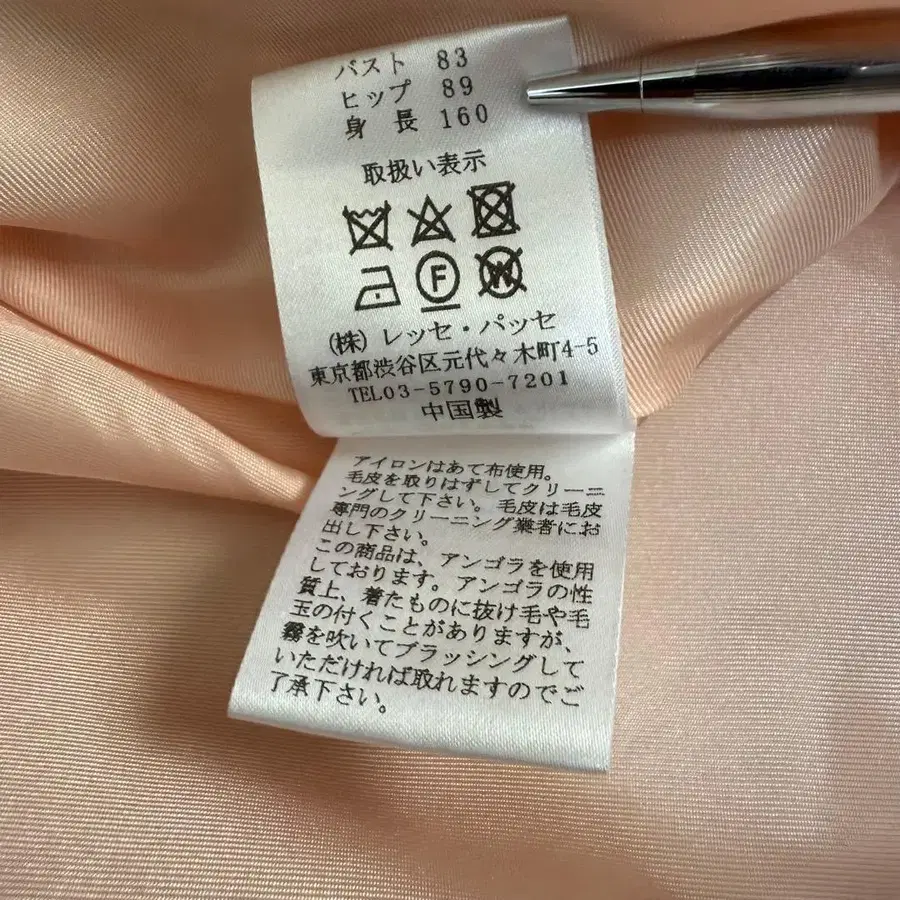 バスト 83
ヒップ 89
身長 160
取扱い表示
F
W
(株)レッセ・パッセ
東京都渋谷区元代々木町4-5
TEL03-5790-7201
中国製
アイロンはあて布使用。
毛皮を取りはずしてクリーニ
ングして下さい。毛皮は毛皮
専門のクリーニング業者にお
出し下さい。
この商品は、アンゴラを使用
しております。アンゴラの性
質上、着たものに抜け毛や毛
玉の付くことがありますが、
霧を吹いてブラッシングして
いただければ取れますのでご
了承下さい。